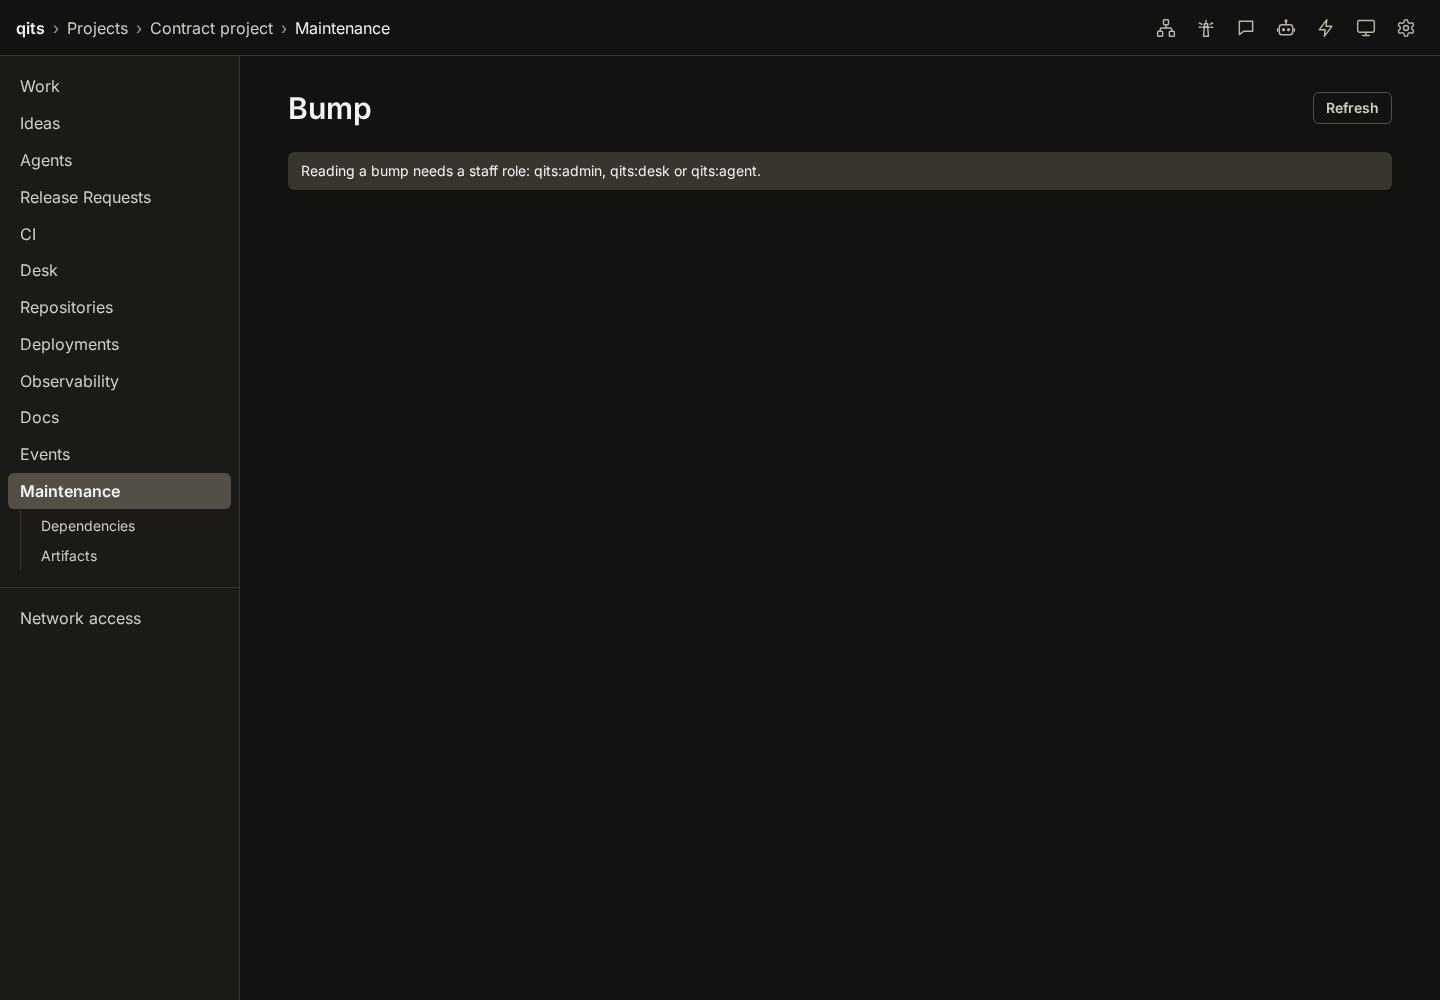 qits › Projects › Contract project › Maintenance
Work
Ideas
Agents
Release Requests
CI
Desk
Repositories
Deployments
Observability
Docs
Events
Maintenance
Dependencies
Artifacts
Network access
Bump
Refresh
Reading a bump needs a staff role: qits:admin, qits:desk or qits:agent.